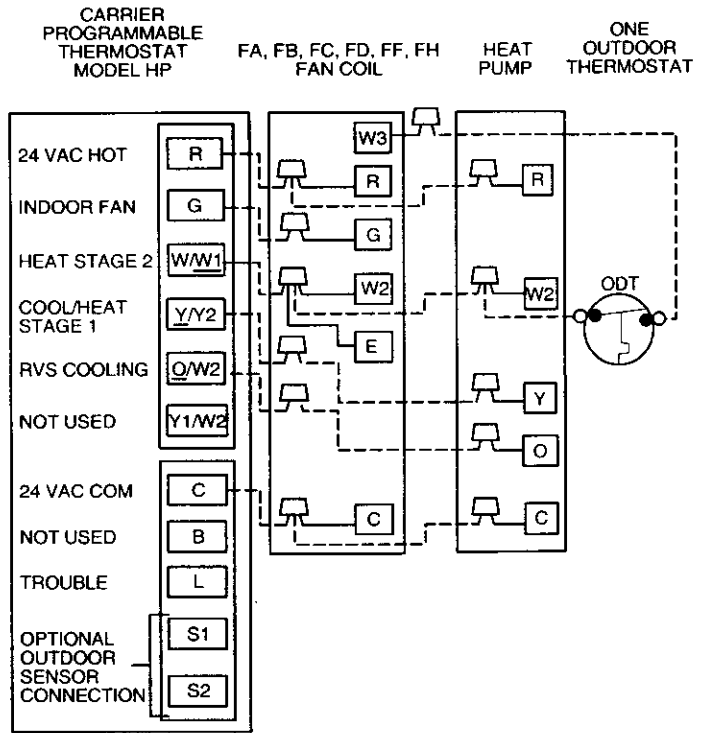 CARRIER
PROGRAMMABLE
THERMOSTAT
MODEL HP
FA, FB, FC, FD, FF, FH
FAN COIL
HEAT
PUMP
ONE
OUTDOOR
THERMOSTAT
24 VAC HOT
R
INDOOR FAN
G
HEAT STAGE 2
W/W1
COOL/HEAT
STAGE 1
Y/Y2
RVS COOLING
O/W2
NOT USED
Y1/W2
24 VAC COM
C
NOT USED
B
TROUBLE
L
OPTIONAL
OUTDOOR
SENSOR
CONNECTION
S1
S2
W3
R
G
W2
E
C
R
W2
Y
O
C
ODT